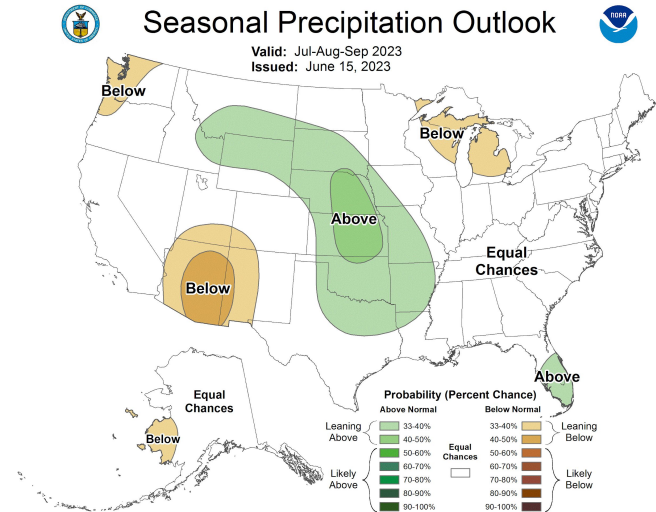 Seasonal Precipitation Outlook
Valid: Jul-Aug-Sep 2023
Issued: June 15, 2023
NOAA
Below
Below
Above
Equal
Chances
Below
Above
Equal
Chances
Below
Probability (Percent Chance)
Above Normal
Below Normal
Leaning
Above
33-40%
40-50%
50-60%
60-70%
70-80%
80-90%
90-100%
Likely
Above
Equal
Chances
33-40%
40-50%
50-60%
60-70%
70-80%
80-90%
90-100%
Leaning
Below
Likely
Below